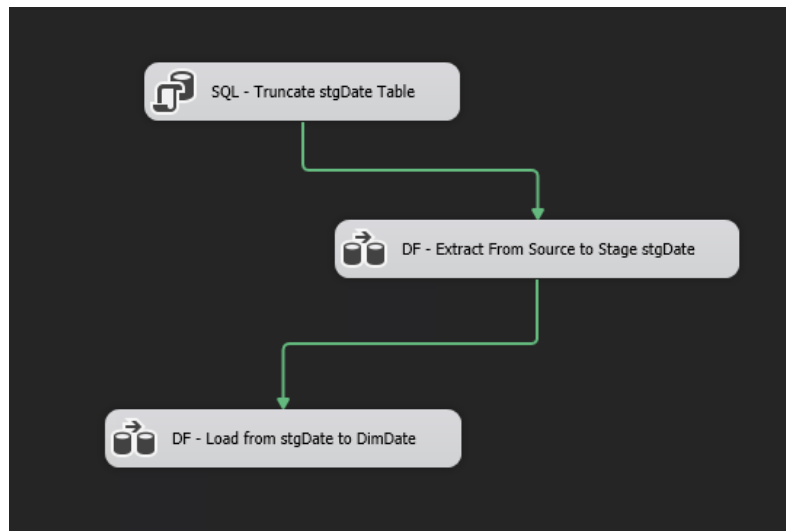 SQL - Truncate stgDate Table
DF - Extract From Source to Stage stgDate
DF - Load from stgDate to DimDate